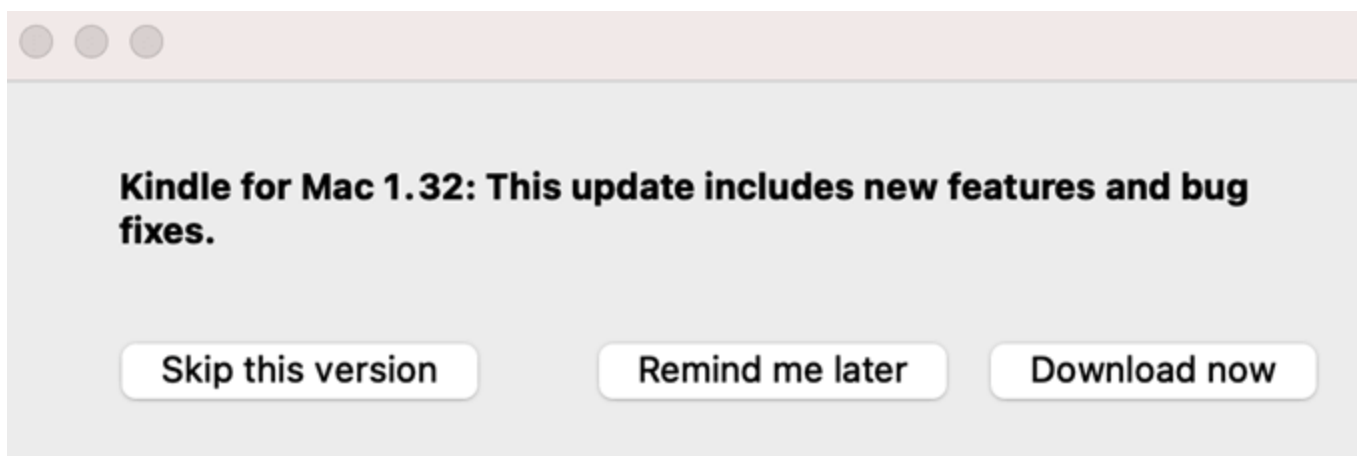 Kindle for Mac 1.32: This update includes new features and bug
fixes.
Skip this version Remind me later Download now